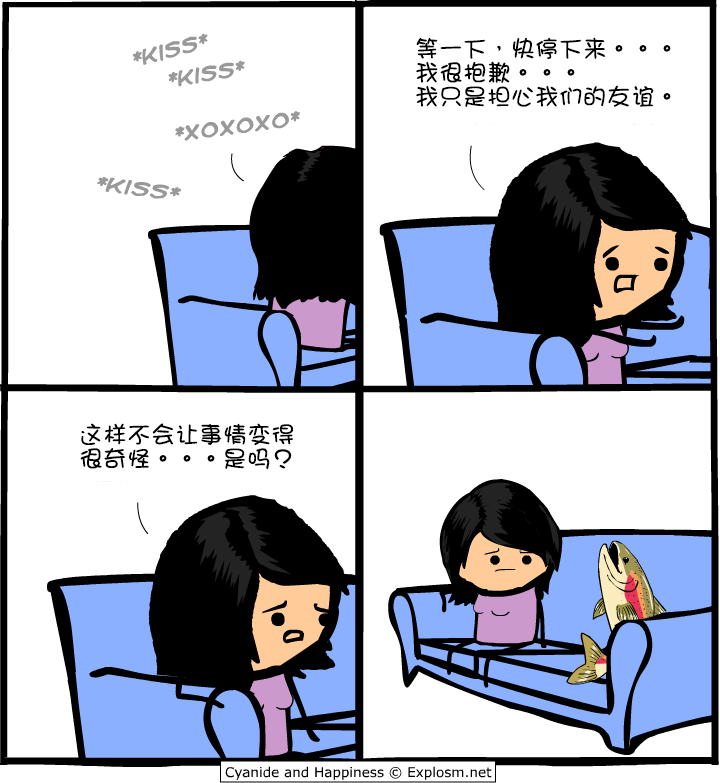 *KISS*
*KISS*
*XOXOXO*
*KISS*
等一下，快停下来。。。
我很抱歉。。。
我只是担心我们的友谊。
这样不会让事情变得
很奇怪。。。是吗？
Cyanide and Happiness © Explosm.net